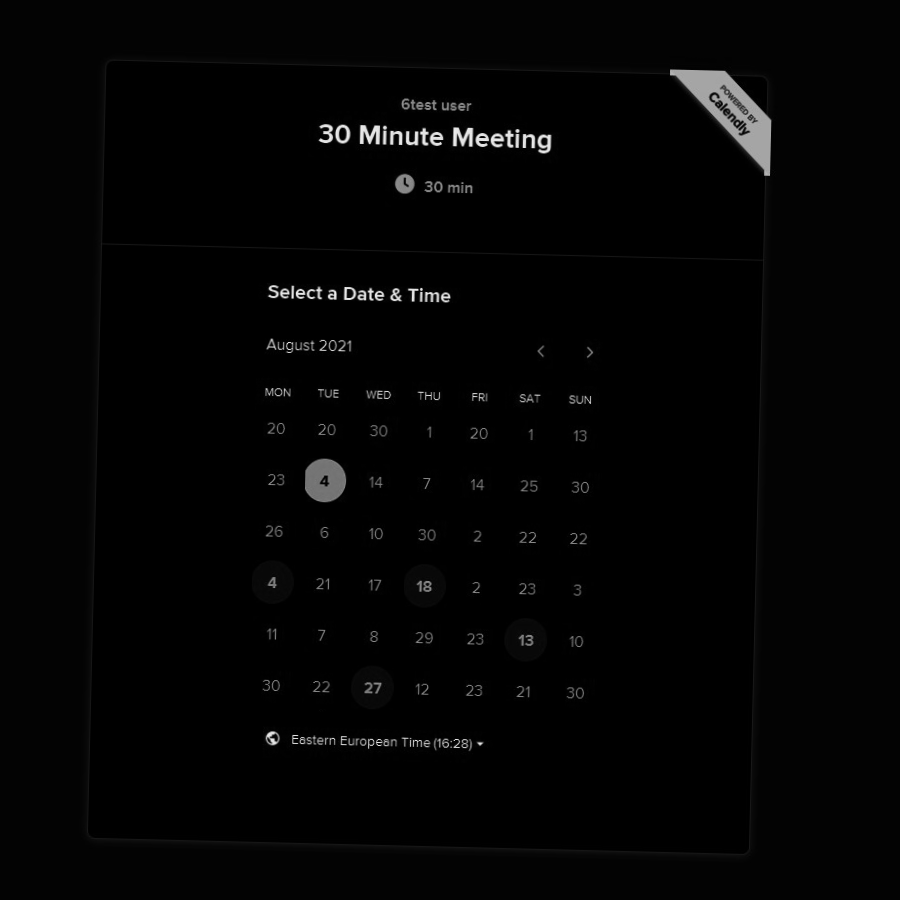 POWERED BY
Calendly
6test user
30 Minute Meeting
30 min
Select a Date & Time
August 2021
MON TUE WED THU FRI SAT SUN
20 20 30 1 20 1 13
23 4 14 7 14 25 30
26 6 10 30 2 22 22
4 21 17 18 2 23 3
11 7 8 29 23 13 10
30 22 27 12 23 21 30
Eastern European Time (16:28)